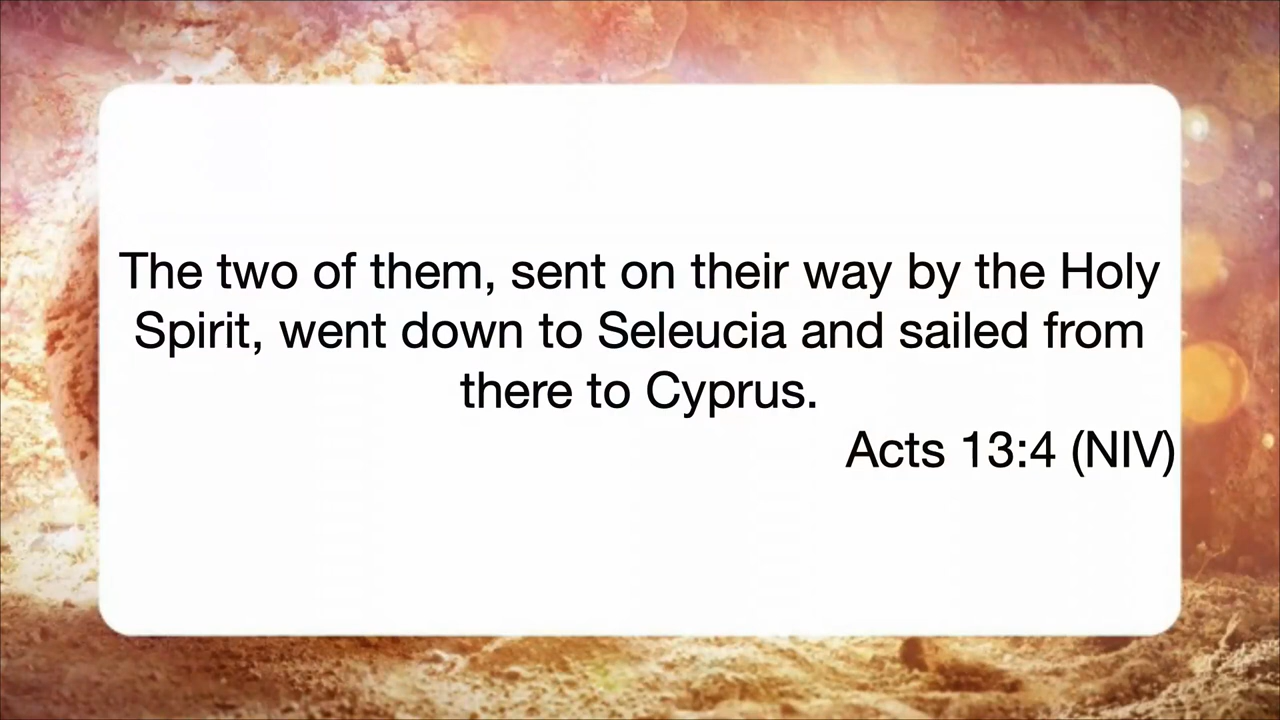 The two of them, sent on their way by the Holy
Spirit, went down to Seleucia and sailed from
there to Cyprus.
Acts 13:4 (NIV)